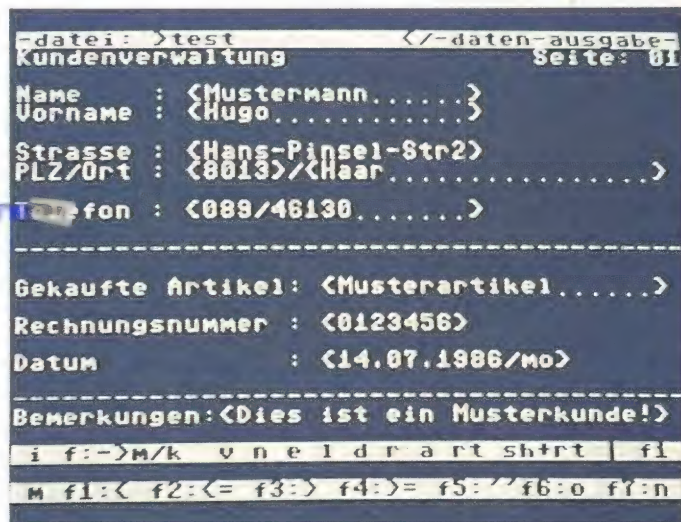 -datei: >test </-daten-ausgabe-
Kundenverwaltung Seite: 01
Name : <Mustermann......>
Vorname : <Hugo............>
Strasse : <Hans-Pinsel-Str2>
PLZ/Ort : <8013>/<Haar.................>
fon : <089/46130.......>
Gekaufte Artikel: <Musterartikel......>
Rechnungsnummer : <0123456>
Datum : <14.07.1986/mo>
Bemerkungen:<Dies ist ein Musterkunde!>
i f:->m/k v n e l d r a rt sh+rt | f1
m f1:< f2:<= f3:> f4:>= f5:'' f6:o f7:n